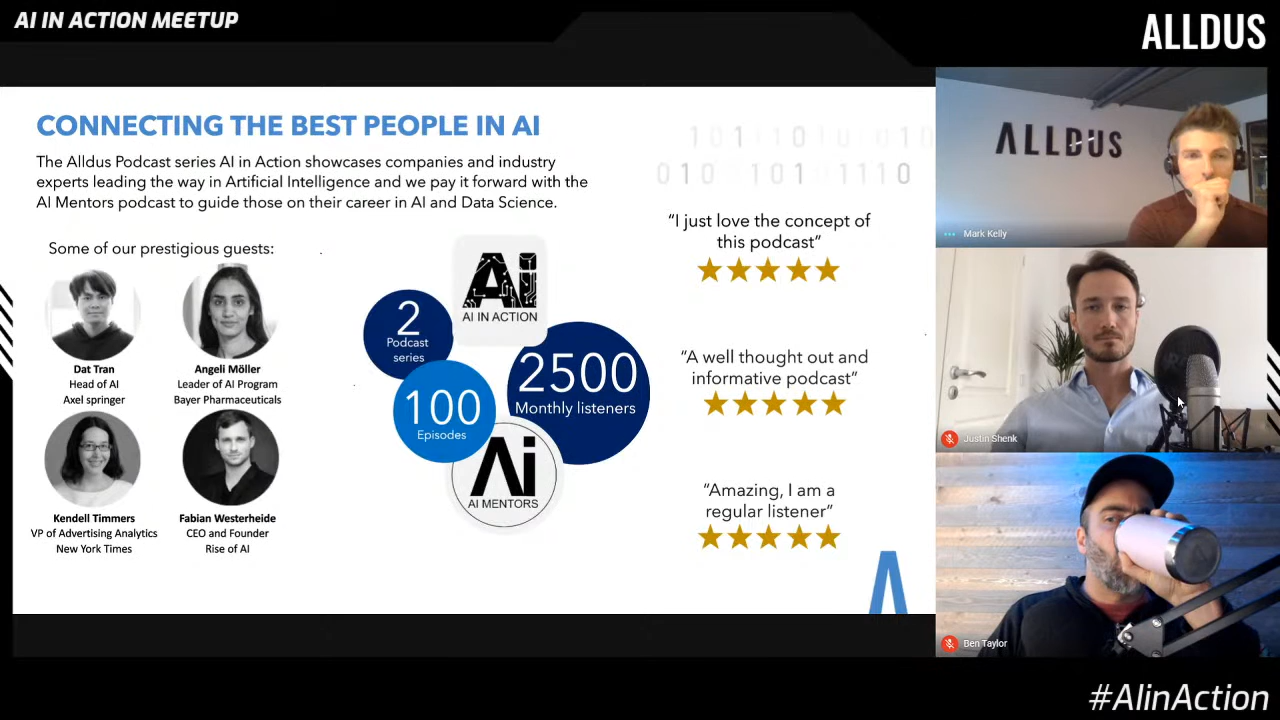 AI IN ACTION MEETUP
ALLDUS
CONNECTING THE BEST PEOPLE IN AI
The Alldus Podcast series AI in Action showcases companies and industry
experts leading the way in Artificial Intelligence and we pay it forward with the
AI Mentors podcast to guide those on their career in AI and Data Science.
Some of our prestigious guests:
Dat Tran
Head of AI
Axel springer
Angeli Möller
Leader of AI Program
Bayer Pharmaceuticals
Kendell Timmers
VP of Advertising Analytics
New York Times
Fabian Westerheide
CEO and Founder
Rise of AI
Ai
AI IN ACTION
2
Podcast
series
2500
Monthly listeners
100
Episodes
Ai
AI MENTORS
“I just love the concept of
this podcast”
“A well thought out and
informative podcast”
“Amazing, I am a
regular listener”
ALLDUS
Mark Kelly
Justin Shenk
Ben Taylor
#AIinAction